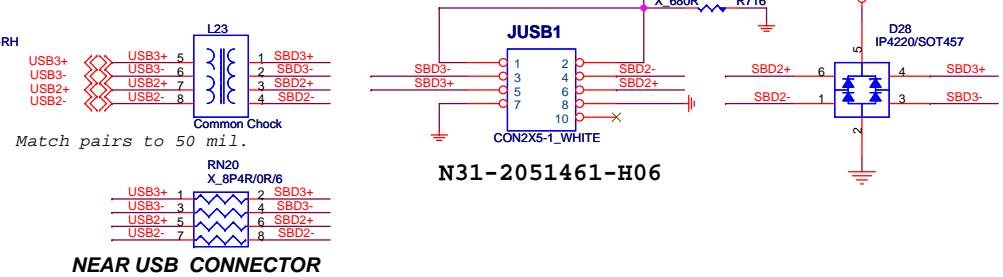 X_680R R716
L23
-RH
JUSB1
D28
IP4220/SOT457
USB3+ USB3+ 5 1 SBD3+
USB3- USB3- 6 2 SBD3-
USB2+ USB2+ 7 3 SBD2+
USB2- USB2- 8 4 SBD2-
Common Chock
Match pairs to 50 mil.
1 2
SBD3- 3 4 SBD2-
SBD3+ 5 6 SBD2+
7 8
10
CON2X5-1_WHITE
N31-2051461-H06
5
SBD2+ 6 4 SBD3+
SBD2- 1 3 SBD3-
2
RN20
X_8P4R/0R/6
USB3+ 1 2 SBD3+
USB3- 3 4 SBD3-
USB2+ 5 6 SBD2+
USB2- 7 8 SBD2-
NEAR USB CONNECTOR